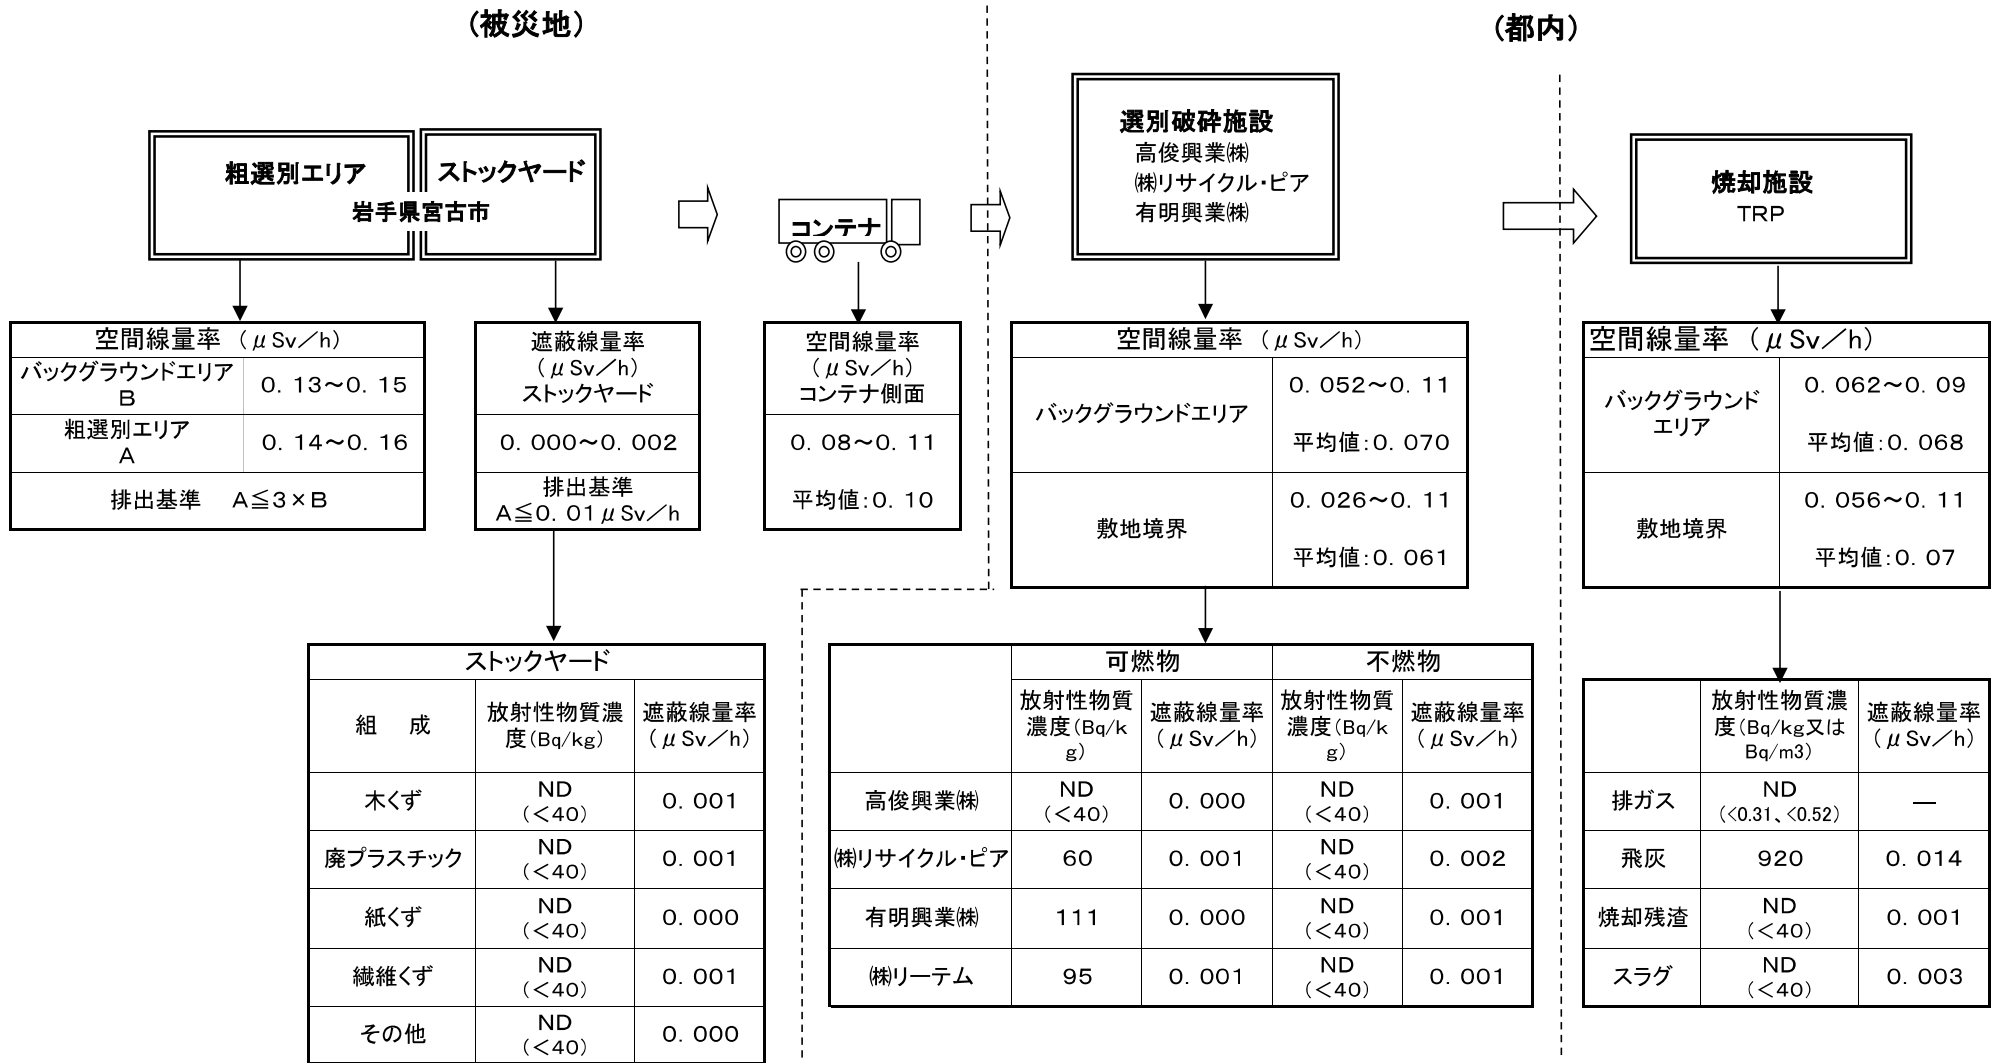 （被災地）
（都内）
粗選別エリア
ストックヤード
岩手県宮古市
コンテナ
選別破砕施設
高俊興業㈱
㈱リサイクル・ピア
有明興業㈱
焼却施設
ＴＲＰ
空間線量率 （μＳｖ／ｈ）
バックグラウンドエリア
Ｂ
０．１３～０．１５
粗選別エリア
Ａ
０．１４～０．１６
排出基準　Ａ≦３×Ｂ
遮蔽線量率
（μＳｖ／ｈ）
ストックヤード
０．０００～０．００２
排出基準
Ａ≦０．０１μＳｖ／ｈ
空間線量率
（μＳｖ／ｈ）
コンテナ側面
０．０８～０．１１
平均値：０．１０
空間線量率 （μＳｖ／ｈ）
バックグラウンドエリア
０．０５２～０．１１
平均値：０．０７０
敷地境界
０．０２６～０．１１
平均値：０．０６１
空間線量率 （μＳｖ／ｈ）
バックグラウンド
エリア
０．０６２～０．０９
平均値：０．０６８
敷地境界
０．０５６～０．１１
平均値：０．０７
ストックヤード
組　成
放射性物質濃
度（Bq/kg）
遮蔽線量率
（μＳｖ／ｈ）
木くず
ＮＤ
（＜４０）
０．００１
廃プラスチック
ＮＤ
（＜４０）
０．００１
紙くず
ＮＤ
（＜４０）
０．０００
繊維くず
ＮＤ
（＜４０）
０．００１
その他
ＮＤ
（＜４０）
０．０００
可燃物
不燃物
放射性物質
濃度（Bq/k
g）
遮蔽線量率
（μＳｖ／ｈ）
放射性物質
濃度（Bq/k
g）
遮蔽線量率
（μＳｖ／ｈ）
高俊興業㈱
ＮＤ
（＜４０）
０．０００
ＮＤ
（＜４０）
０．００１
㈱リサイクル・ピア
６０
０．００１
ＮＤ
（＜４０）
０．００２
有明興業㈱
１１１
０．０００
ＮＤ
（＜４０）
０．００１
㈱リーテム
９５
０．００１
ＮＤ
（＜４０）
０．００１
放射性物質濃
度（Bq/kg又は
Bq/m3）
遮蔽線量率
（μＳｖ／ｈ）
排ガス
ＮＤ
（<0.31、<0.52）
―
飛灰
９２０
０．０１４
焼却残渣
ＮＤ
（＜４０）
０．００１
スラグ
ＮＤ
（＜４０）
０．００３